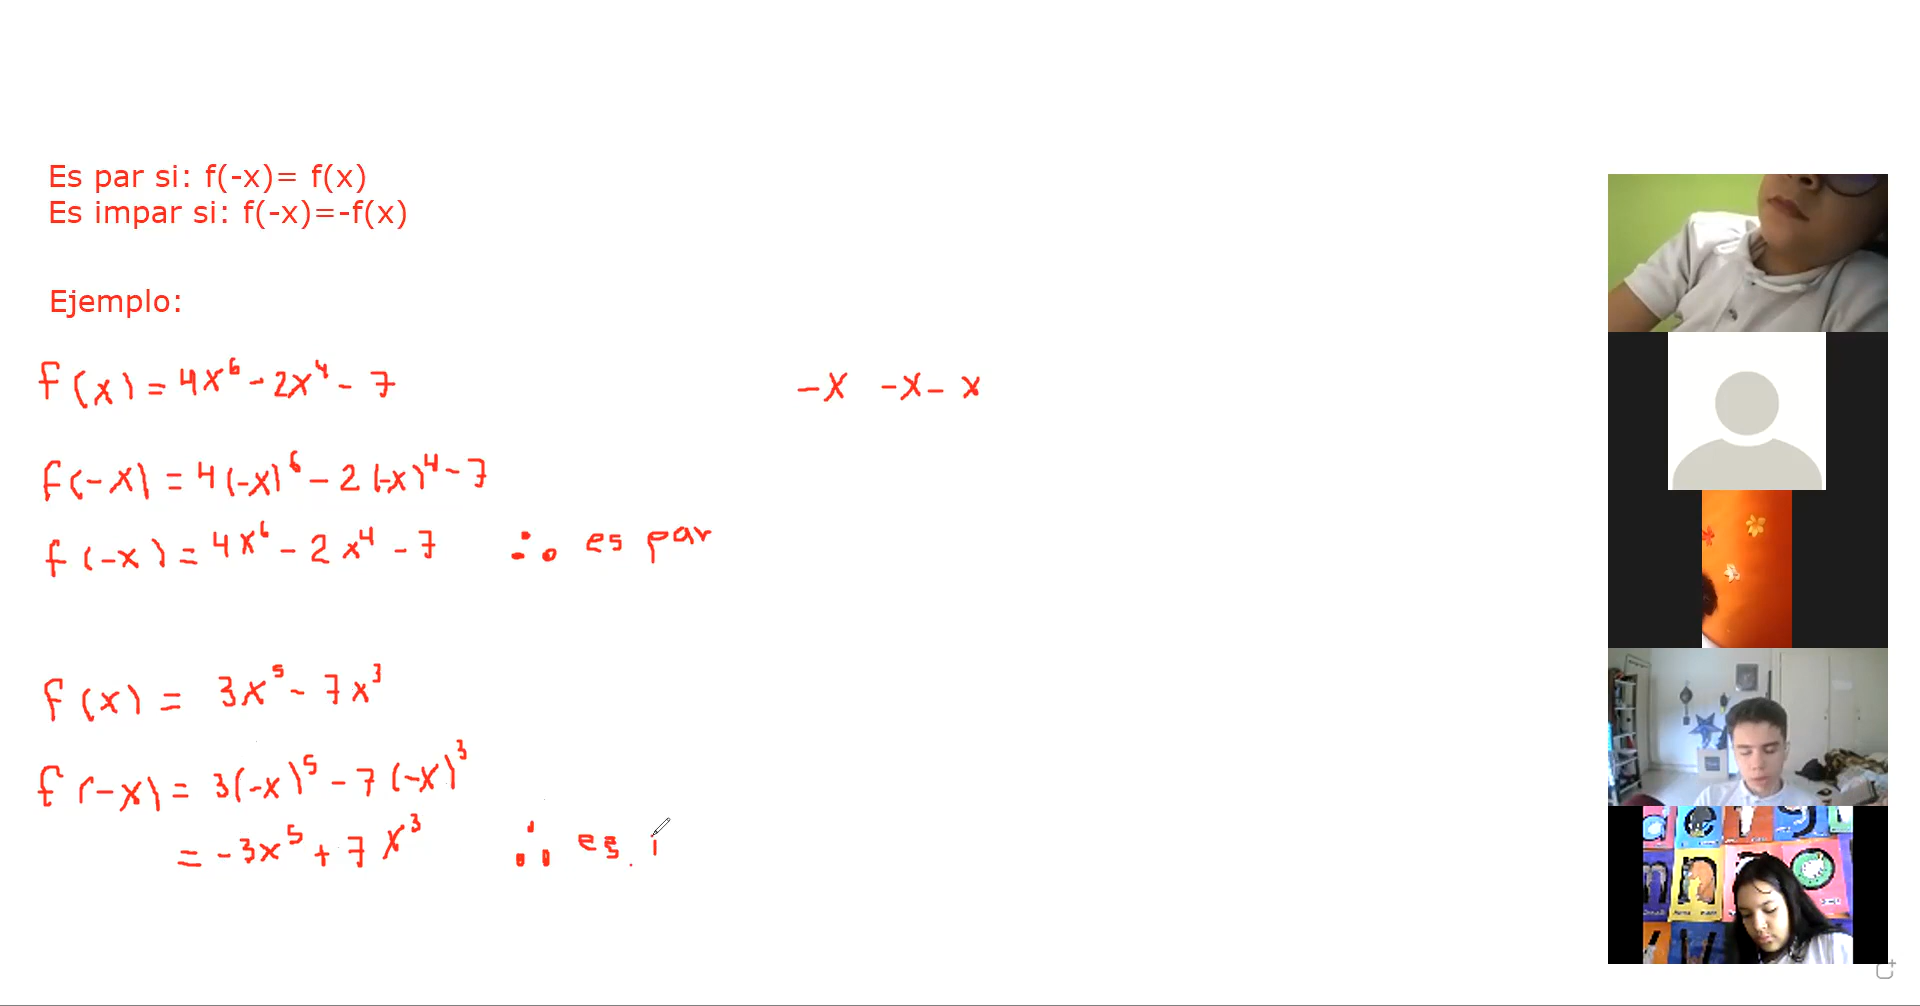 Es par si: f(-x)= f(x)
Es impar si: f(-x)=-f(x)
Ejemplo:
f(x) = 4x⁶ - 2x⁴ - 7
-x -x- x
f(-x) = 4(-x)⁶ - 2(-x)⁴ - 7
f(-x) = 4x⁶ - 2x⁴ - 7 ∴ es par
f(x) = 3x⁵ - 7x³
f(-x) = 3(-x)⁵ - 7(-x)³
= -3x⁵ + 7x³ ∴ es i